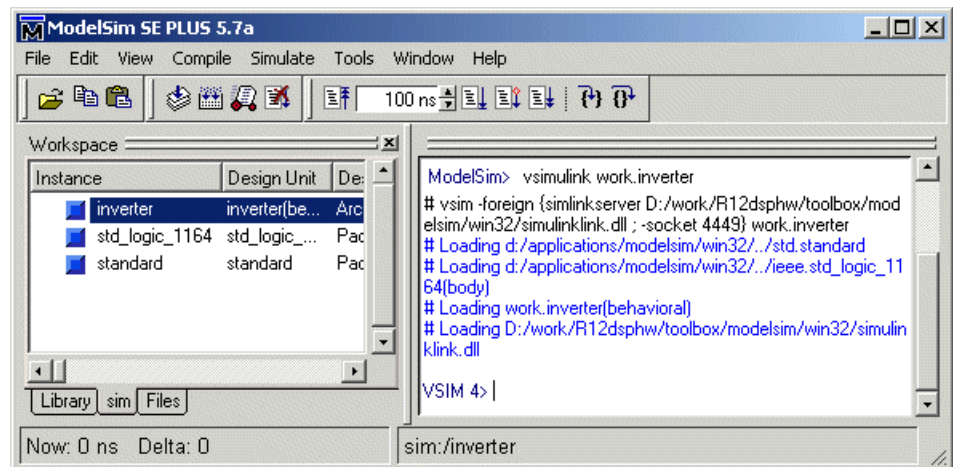 ModelSim SE PLUS 5.7a
File Edit View Compile Simulate Tools Window Help
100 ns
Workspace
Instance Design Unit De:
inverter inverter(be... Arc
std_logic_1164 std_logic_... Pac
standard standard Pac
Library sim Files
ModelSim> vsimulink work.inverter
# vsim -foreign {simlinkserver D:/work/R12dsphw/toolbox/mod
elsim/win32/simulinklink.dll ; -socket 4449} work.inverter
# Loading d:/applications/modelsim/win32/../std.standard
# Loading d:/applications/modelsim/win32/../ieee.std_logic_11
64(body)
# Loading work.inverter(behavioral)
# Loading D:/work/R12dsphw/toolbox/modelsim/win32/simulin
klink.dll
VSIM 4>
Now: 0 ns Delta: 0
sim:/inverter